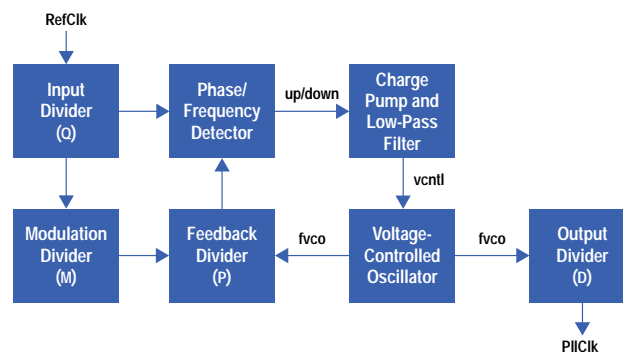 RefClk
Input
Divider
(Q)
Phase/
Frequency
Detector
up/down
Charge
Pump and
Low-Pass
Filter
vcntl
Modulation
Divider
(M)
Feedback
Divider
(P)
fvco
Voltage-
Controlled
Oscillator
fvco
Output
Divider
(D)
PllClk